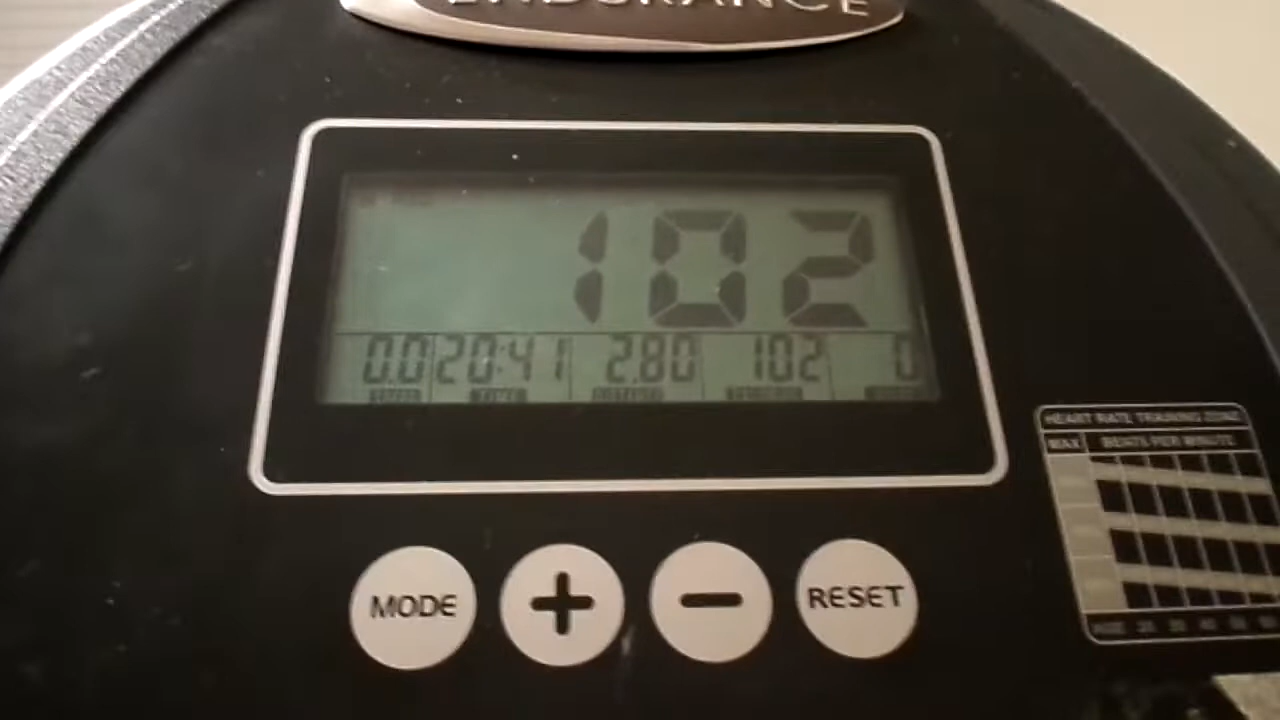 ENDURANCE
102
0.0 20:41 2.80 102 0
HEART RATE TRAINING ZONE
MAX BEATS PER MINUTE
MODE + − RESET